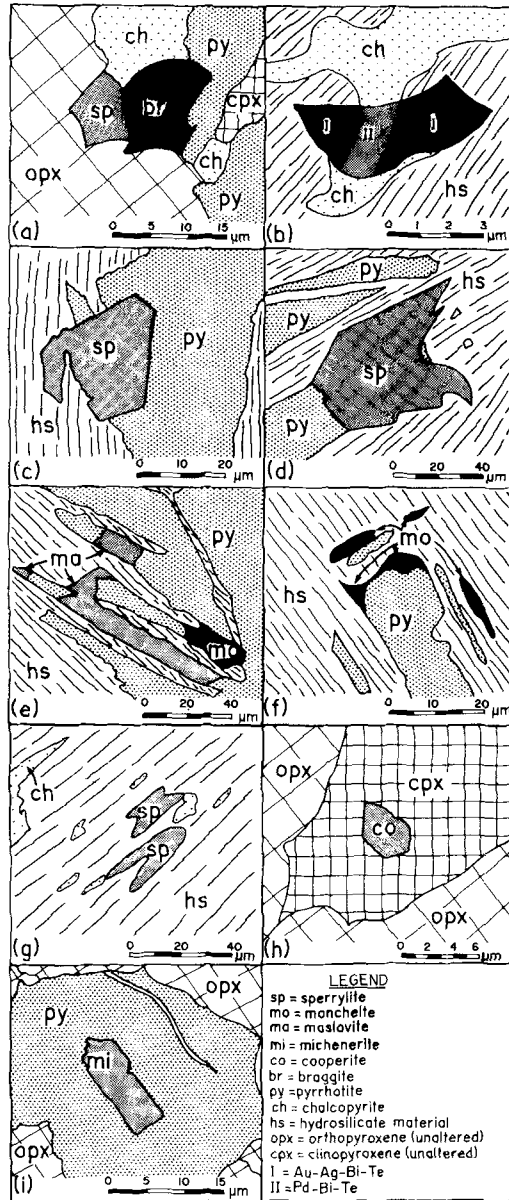 ch
py
sp
br
cpx
opx
ch
py
0 5 10 15
(a)
µm
ch
I
II
I
ch
hs
0 1 2 3
(b)
µm
sp
py
hs
0 10 20
(c)
µm
py
hs
py
sp
py
0 20 40
(d)
µm
ma
py
mo
hs
0 20 40
(e)
µm
mo
hs
py
0 10 20
(f)
µm
ch
sp
sp
hs
0 20 40
(g)
µm
opx
cpx
co
opx
0 2 4 6
(h)
µm
opx
py
mi
opx
(i)
0 5 10 15
µm
LEGEND
sp = sperrylite
mo = moncheite
ma = maslovite
mi = michenerite
co = cooperite
br = braggite
py = pyrrhotite
ch = chalcopyrite
hs = hydrosilicate material
opx = orthopyroxene (unaltered)
cpx = clinopyroxene (unaltered)
I = Au-Ag-Bi-Te
II = Pd-Bi-Te